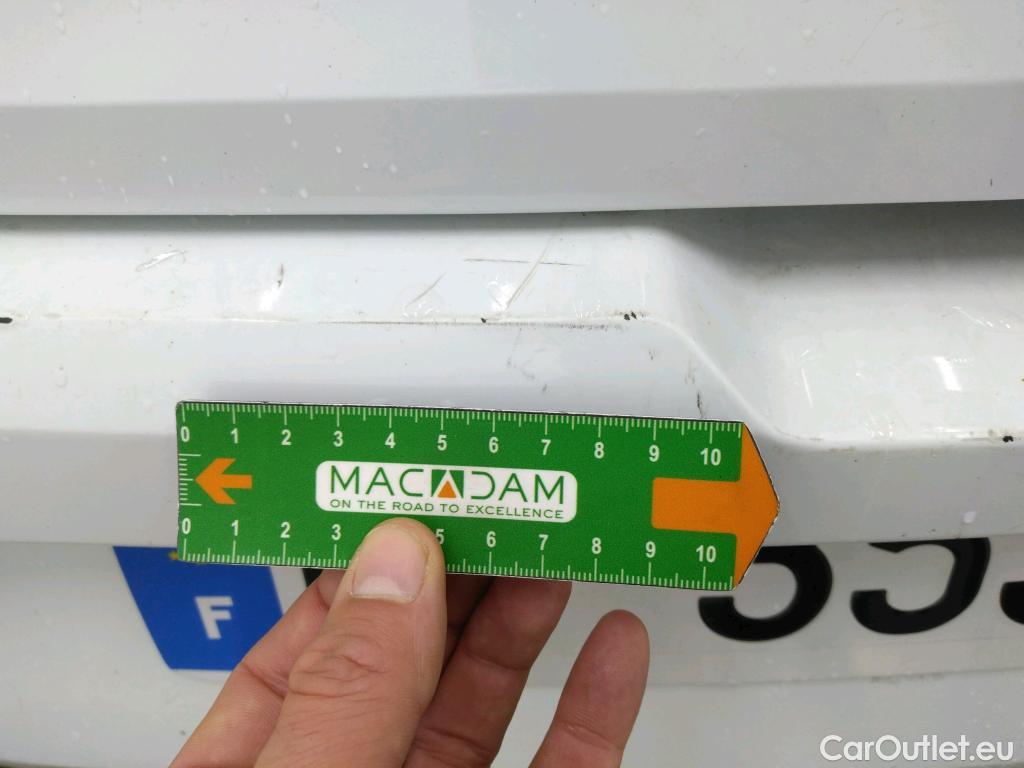 0 1 2 3 4 5 6 7 8 9 10
MACADAM
ON THE ROAD TO EXCELLENCE
0 1 2 3 5 6 7 8 9 10
F
CarOutlet.eu